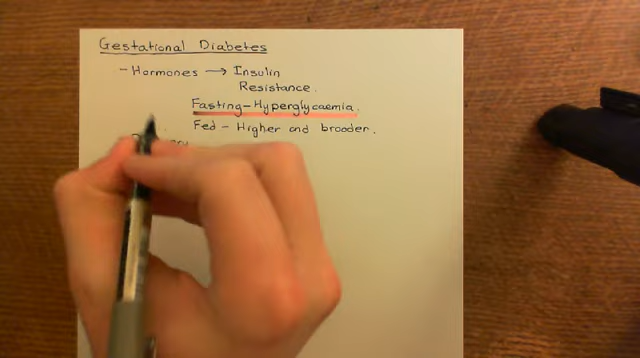 Gestational Diabetes
- Hormones → Insulin
Resistance.
Fasting - Hyperglycaemia.
Fed - Higher and broader.